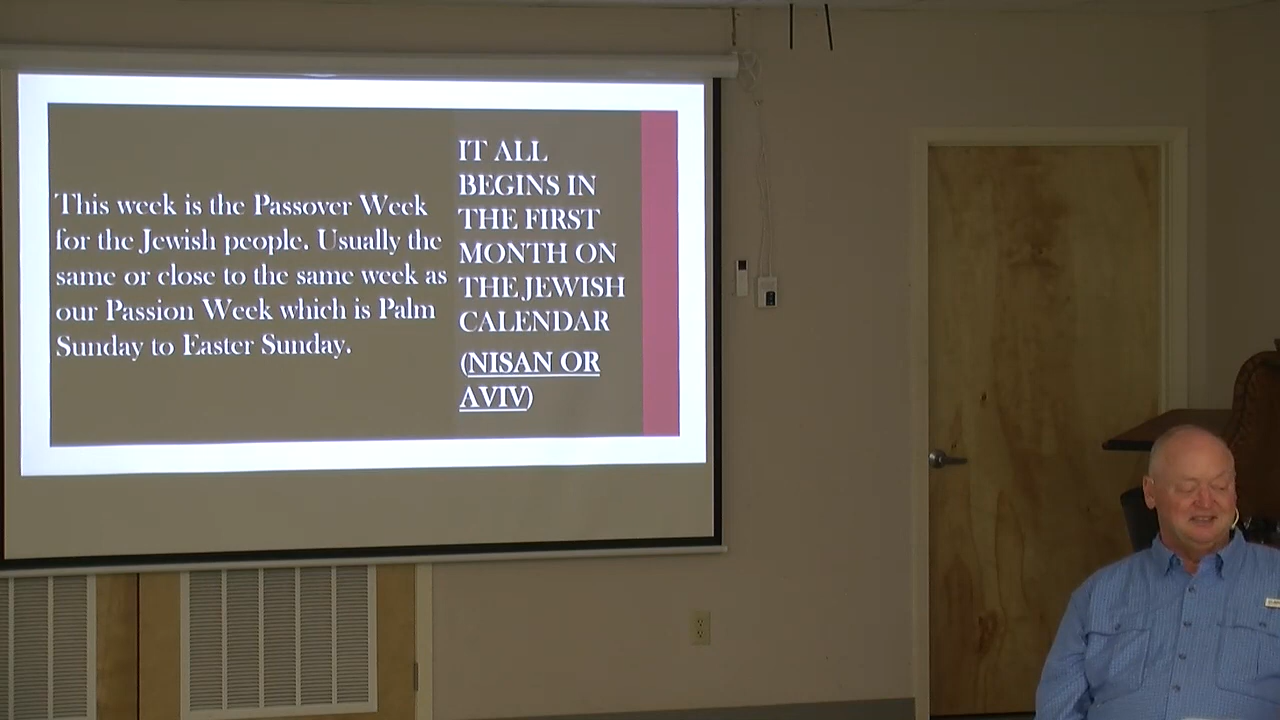 This week is the Passover Week
for the Jewish people. Usually the
same or close to the same week as
our Passion Week which is Palm
Sunday to Easter Sunday.
IT ALL
BEGINS IN
THE FIRST
MONTH ON
THE JEWISH
CALENDAR
(NISAN OR
AVIV)